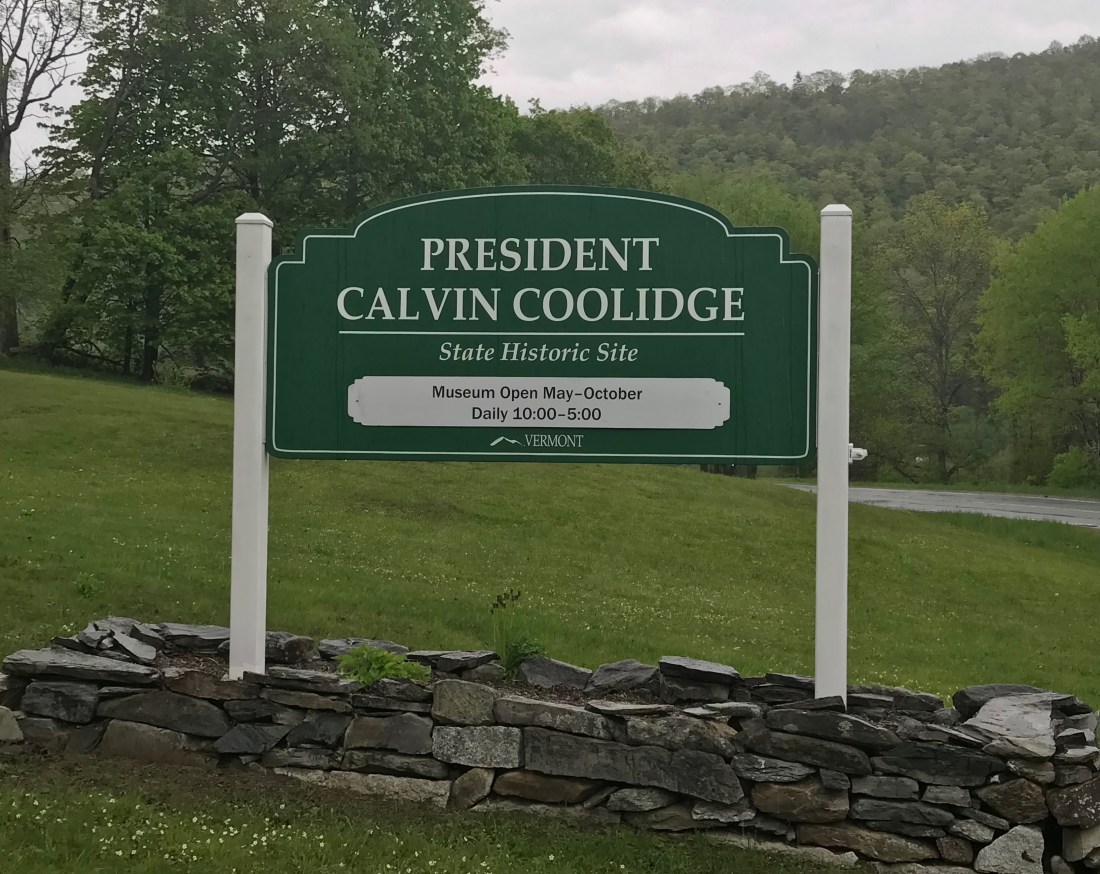 PRESIDENT
CALVIN COOLIDGE
State Historic Site
Museum Open May–October
Daily 10:00–5:00
VERMONT